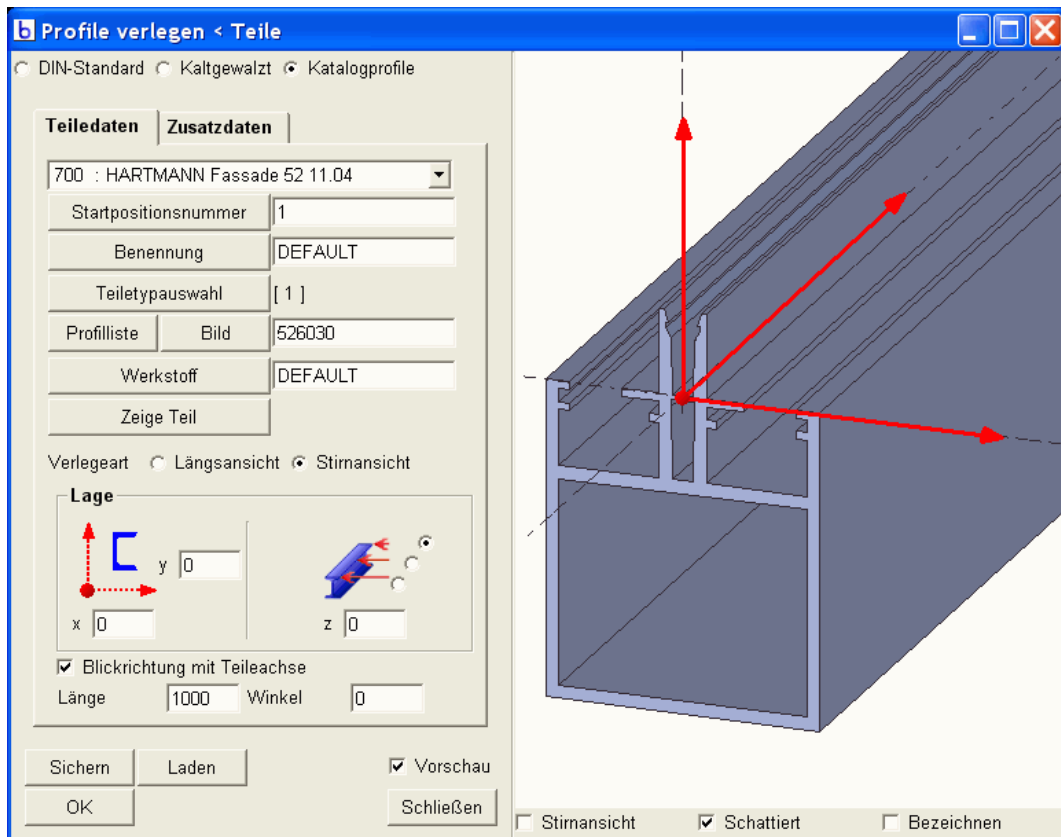 b Profile verlegen < Teile
DIN-Standard Kaltgewalzt Katalogprofile
Teiledaten Zusatzdaten
700 : HARTMANN Fassade 52 11.04
Startpositionsnummer 1
Benennung DEFAULT
Teiletypauswahl [ 1 ]
Profilliste Bild 526030
Werkstoff DEFAULT
Zeige Teil
Verlegeart Längsansicht Stirnansicht
Lage
y 0
x 0 z 0
Blickrichtung mit Teileachse
Länge 1000 Winkel 0
Sichern Laden Vorschau
OK Schließen
Stirnansicht Schattiert Bezeichnen